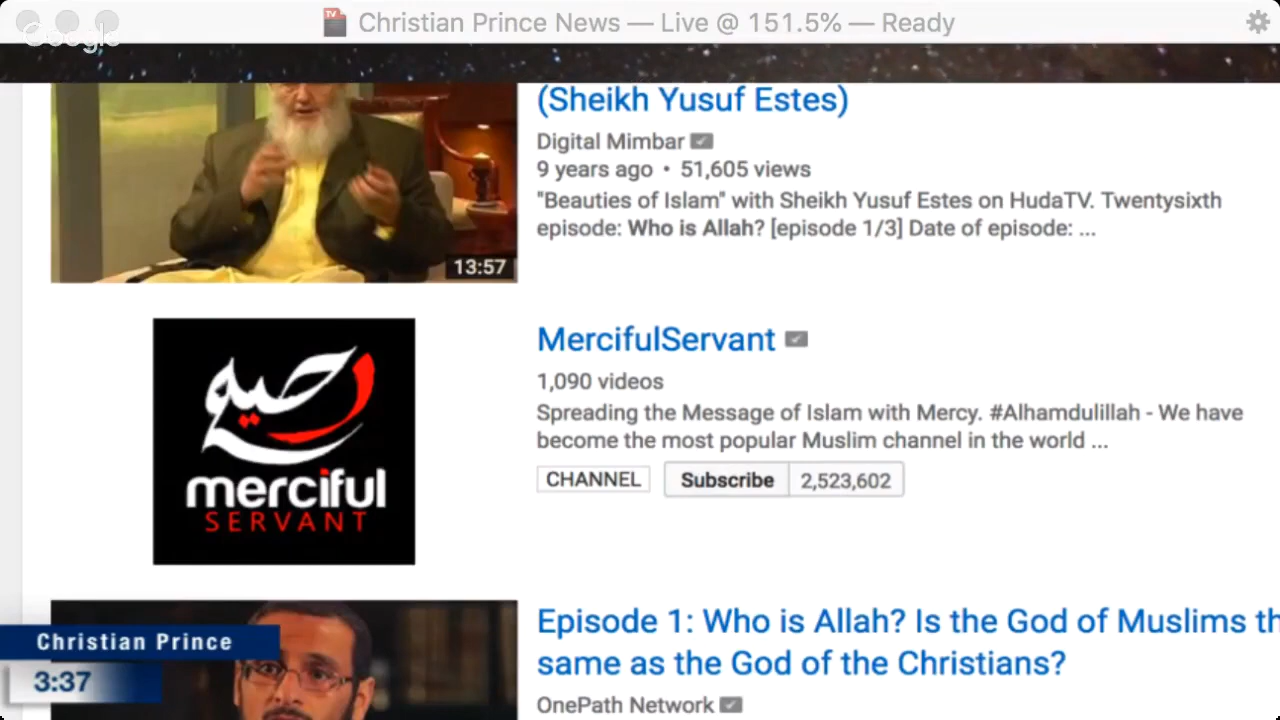 Christian Prince News — Live @ 151.5% — Ready
Google
(Sheikh Yusuf Estes)
Digital Mimbar
9 years ago • 51,605 views
"Beauties of Islam" with Sheikh Yusuf Estes on HudaTV. Twentysixth
episode: Who is Allah? [episode 1/3] Date of episode: ...
13:57
MercifulServant
1,090 videos
Spreading the Message of Islam with Mercy. #Alhamdulillah - We have
become the most popular Muslim channel in the world ...
CHANNEL Subscribe 2,523,602
merciful
SERVANT
Episode 1: Who is Allah? Is the God of Muslims th
same as the God of the Christians?
OnePath Network
Christian Prince
3:37